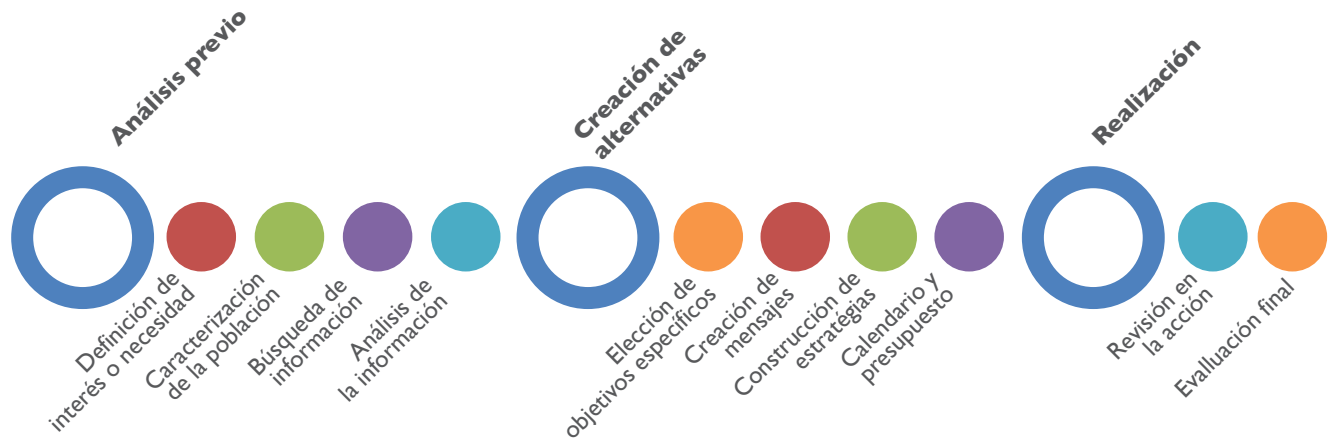 Análisis previo
Definición de
interés o necesidad
Caracterización
de la población
Búsqueda de
información
Análisis de
la información
Creación de
alternativas
Elección de
objetivos específicos
Creación de
mensajes
Construcción de
estratégias
Calendario y
presupuesto
Realización
Revisión en
la acción
Evalluación final